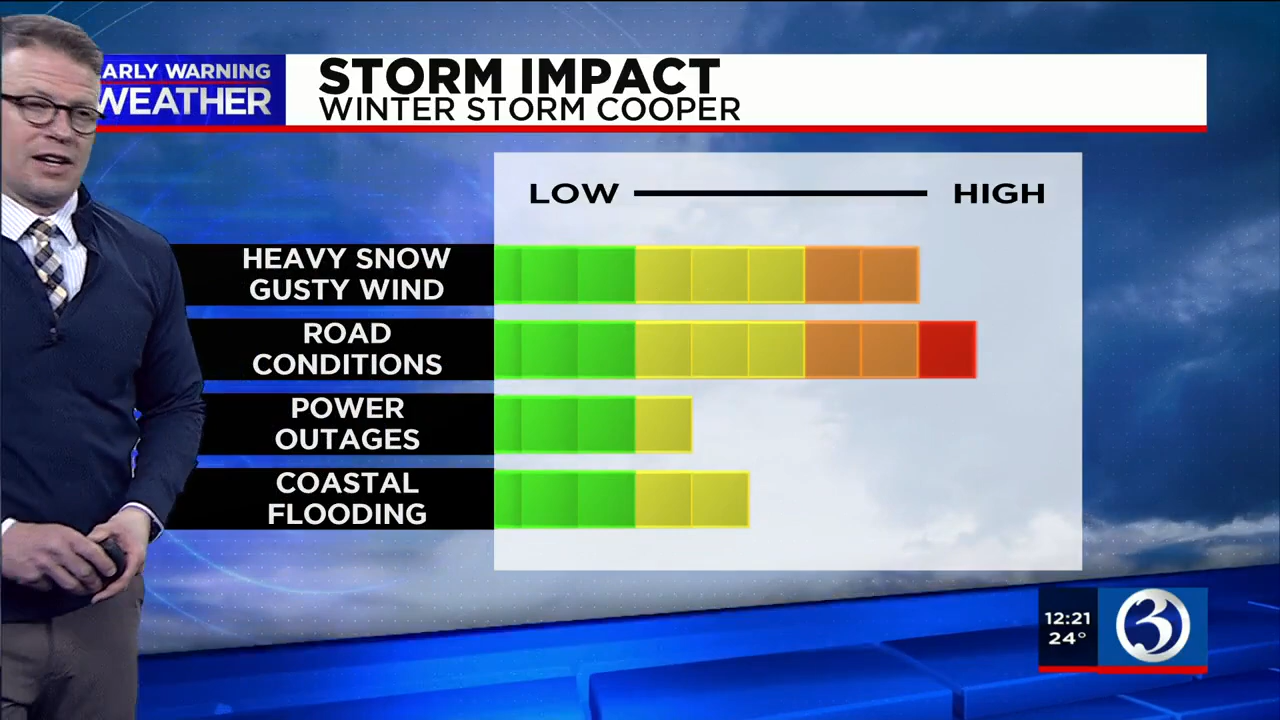 ARLY WARNING
WEATHER
STORM IMPACT
WINTER STORM COOPER
LOW HIGH
HEAVY SNOW
GUSTY WIND
ROAD
CONDITIONS
POWER
OUTAGES
COASTAL
FLOODING
12:21
24°
3